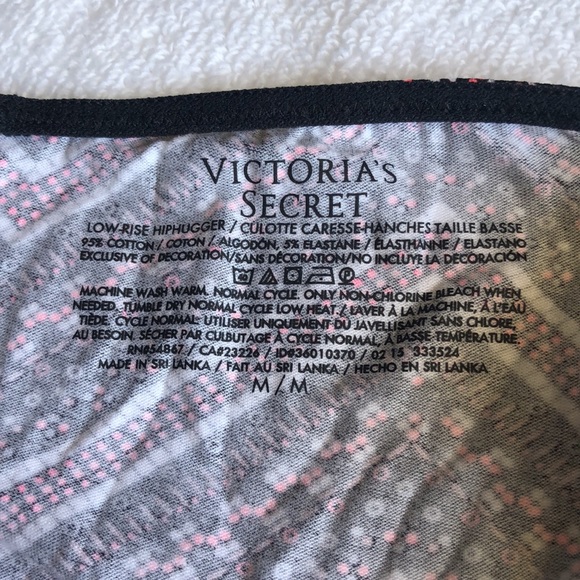 VICTORIA'S
SECRET
LOW-RISE HIPHUGGER / CULOTTE CARESSE-HANCHES TAILLE BASSE
95% COTTON / COTON / ALGODÓN, 5% ELASTANE / ÉLASTHANNE / ELASTANO
EXCLUSIVE OF DECORATION/SANS DÉCORATION/NO INCLUYE LA DECORACIÓN
MACHINE WASH WARM. NORMAL CYCLE. ONLY NON-CHLORINE BLEACH WHEN
NEEDED. TUMBLE DRY NORMAL CYCLE LOW HEAT / LAVER À LA MACHINE, À L'EAU
TIÈDE. CYCLE NORMAL. UTILISER UNIQUEMENT DU JAVELLISANT SANS CHLORE,
AU BESOIN. SÉCHER PAR CULBUTAGE À CYCLE NORMAL, À BASSE TEMPÉRATURE.
RN#54867 / CA#23226 / ID#36010370 / 02 15 333524
MADE IN SRI LANKA / FAIT AU SRI LANKA / HECHO EN SRI LANKA
M / M